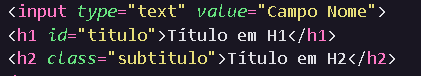 <input type="text" value="Campo Nome">
<h1 id="titulo">Título em H1</h1>
<h2 class="subtitulo">Título em H2</h2>